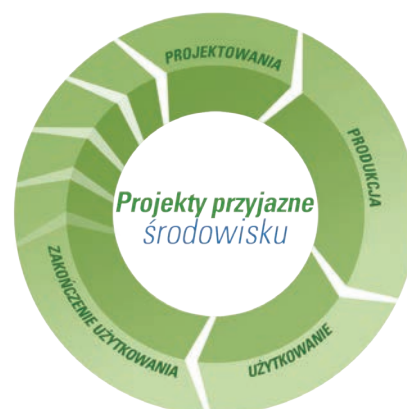 PROJEKTOWANIA
PRODUKCJA
Projekty przyjazne
środowisku
UŻYTKOWANIE
ZAKOŃCZENIE UŻYTKOWANIA